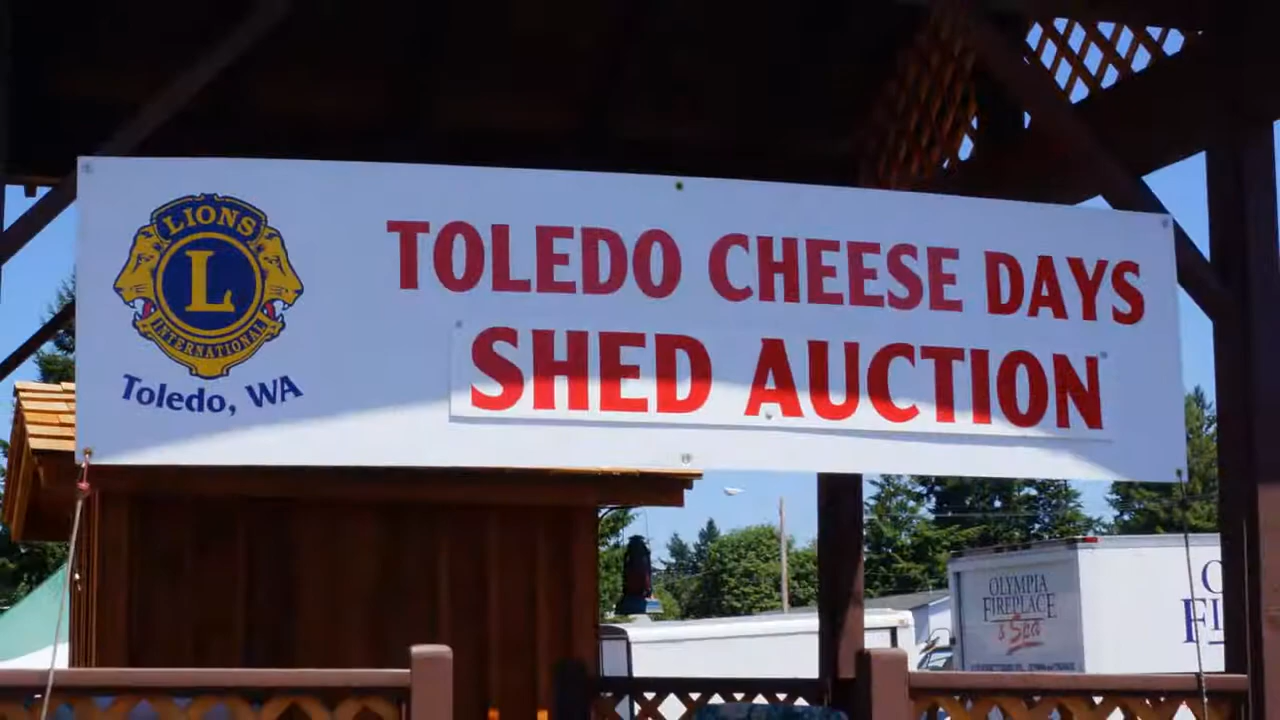 LIONS
L
INTERNATIONAL
Toledo, WA
TOLEDO CHEESE DAYS
SHED AUCTION
OLYMPIA
FIREPLACE
& Spa